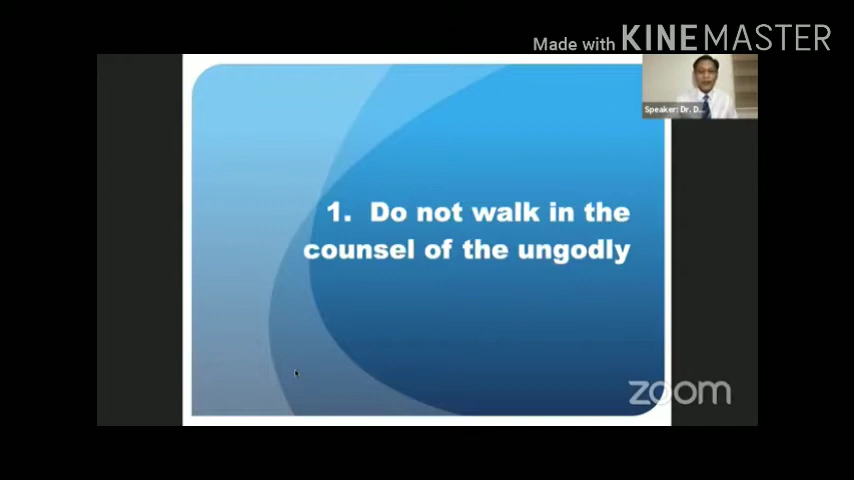 Made with KINEMASTER
Speaker: Dr. D...
1. Do not walk in the
counsel of the ungodly
zoom